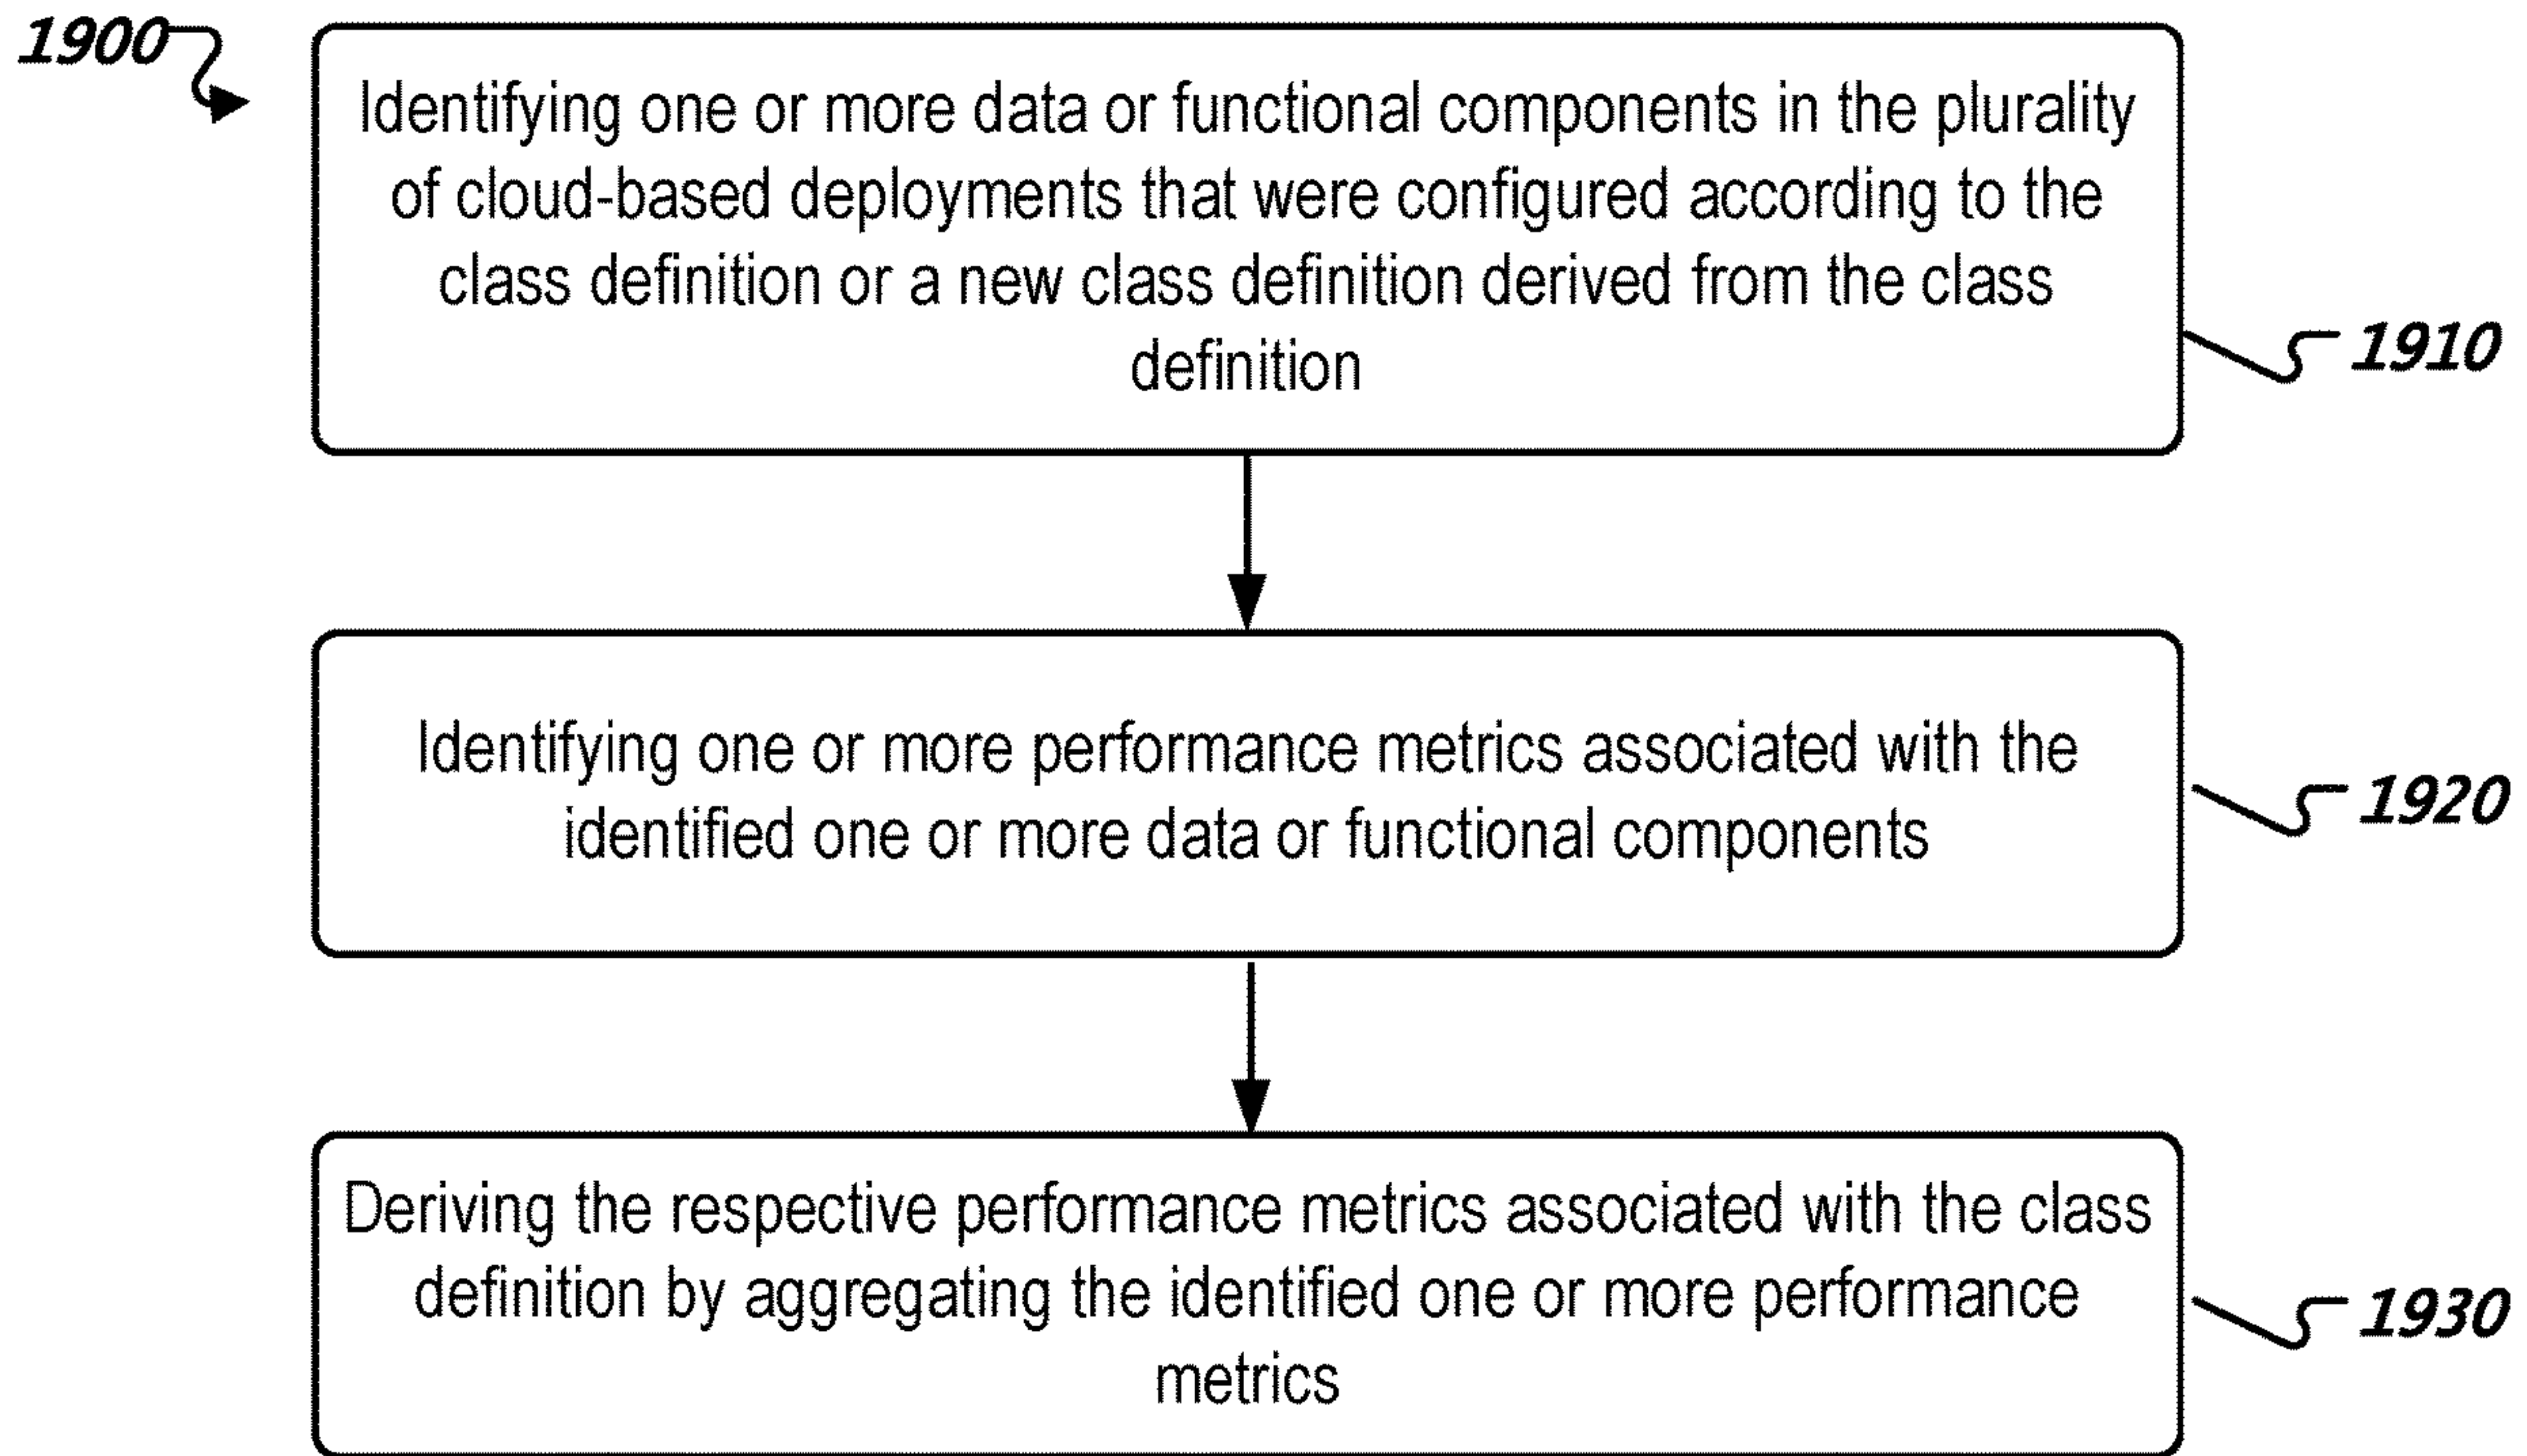 1900
Identifying one or more data or functional components in the plurality
of cloud-based deployments that were configured according to the
class definition or a new class definition derived from the class
definition
1910
Identifying one or more performance metrics associated with the
identified one or more data or functional components
1920
Deriving the respective performance metrics associated with the class
definition by aggregating the identified one or more performance
metrics
1930